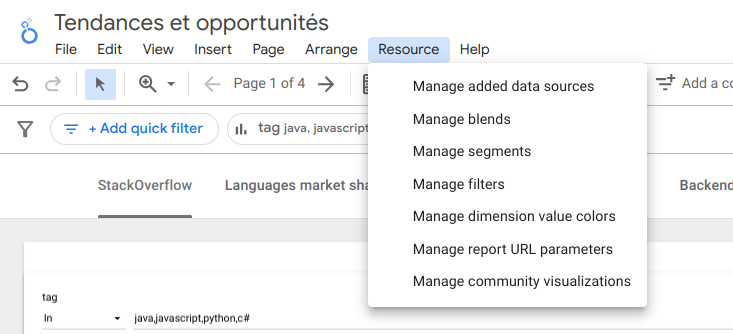 Tendances et opportunités
File Edit View Insert Page Arrange Resource Help
Page 1 of 4
Add a
+ Add quick filter
tag java, javascript
StackOverflow Languages market Backend
Manage added data sources
Manage blends
Manage segments
Manage filters
Manage dimension value colors
Manage report URL parameters
Manage community visualizations
tag
In java,javascript,python,c#